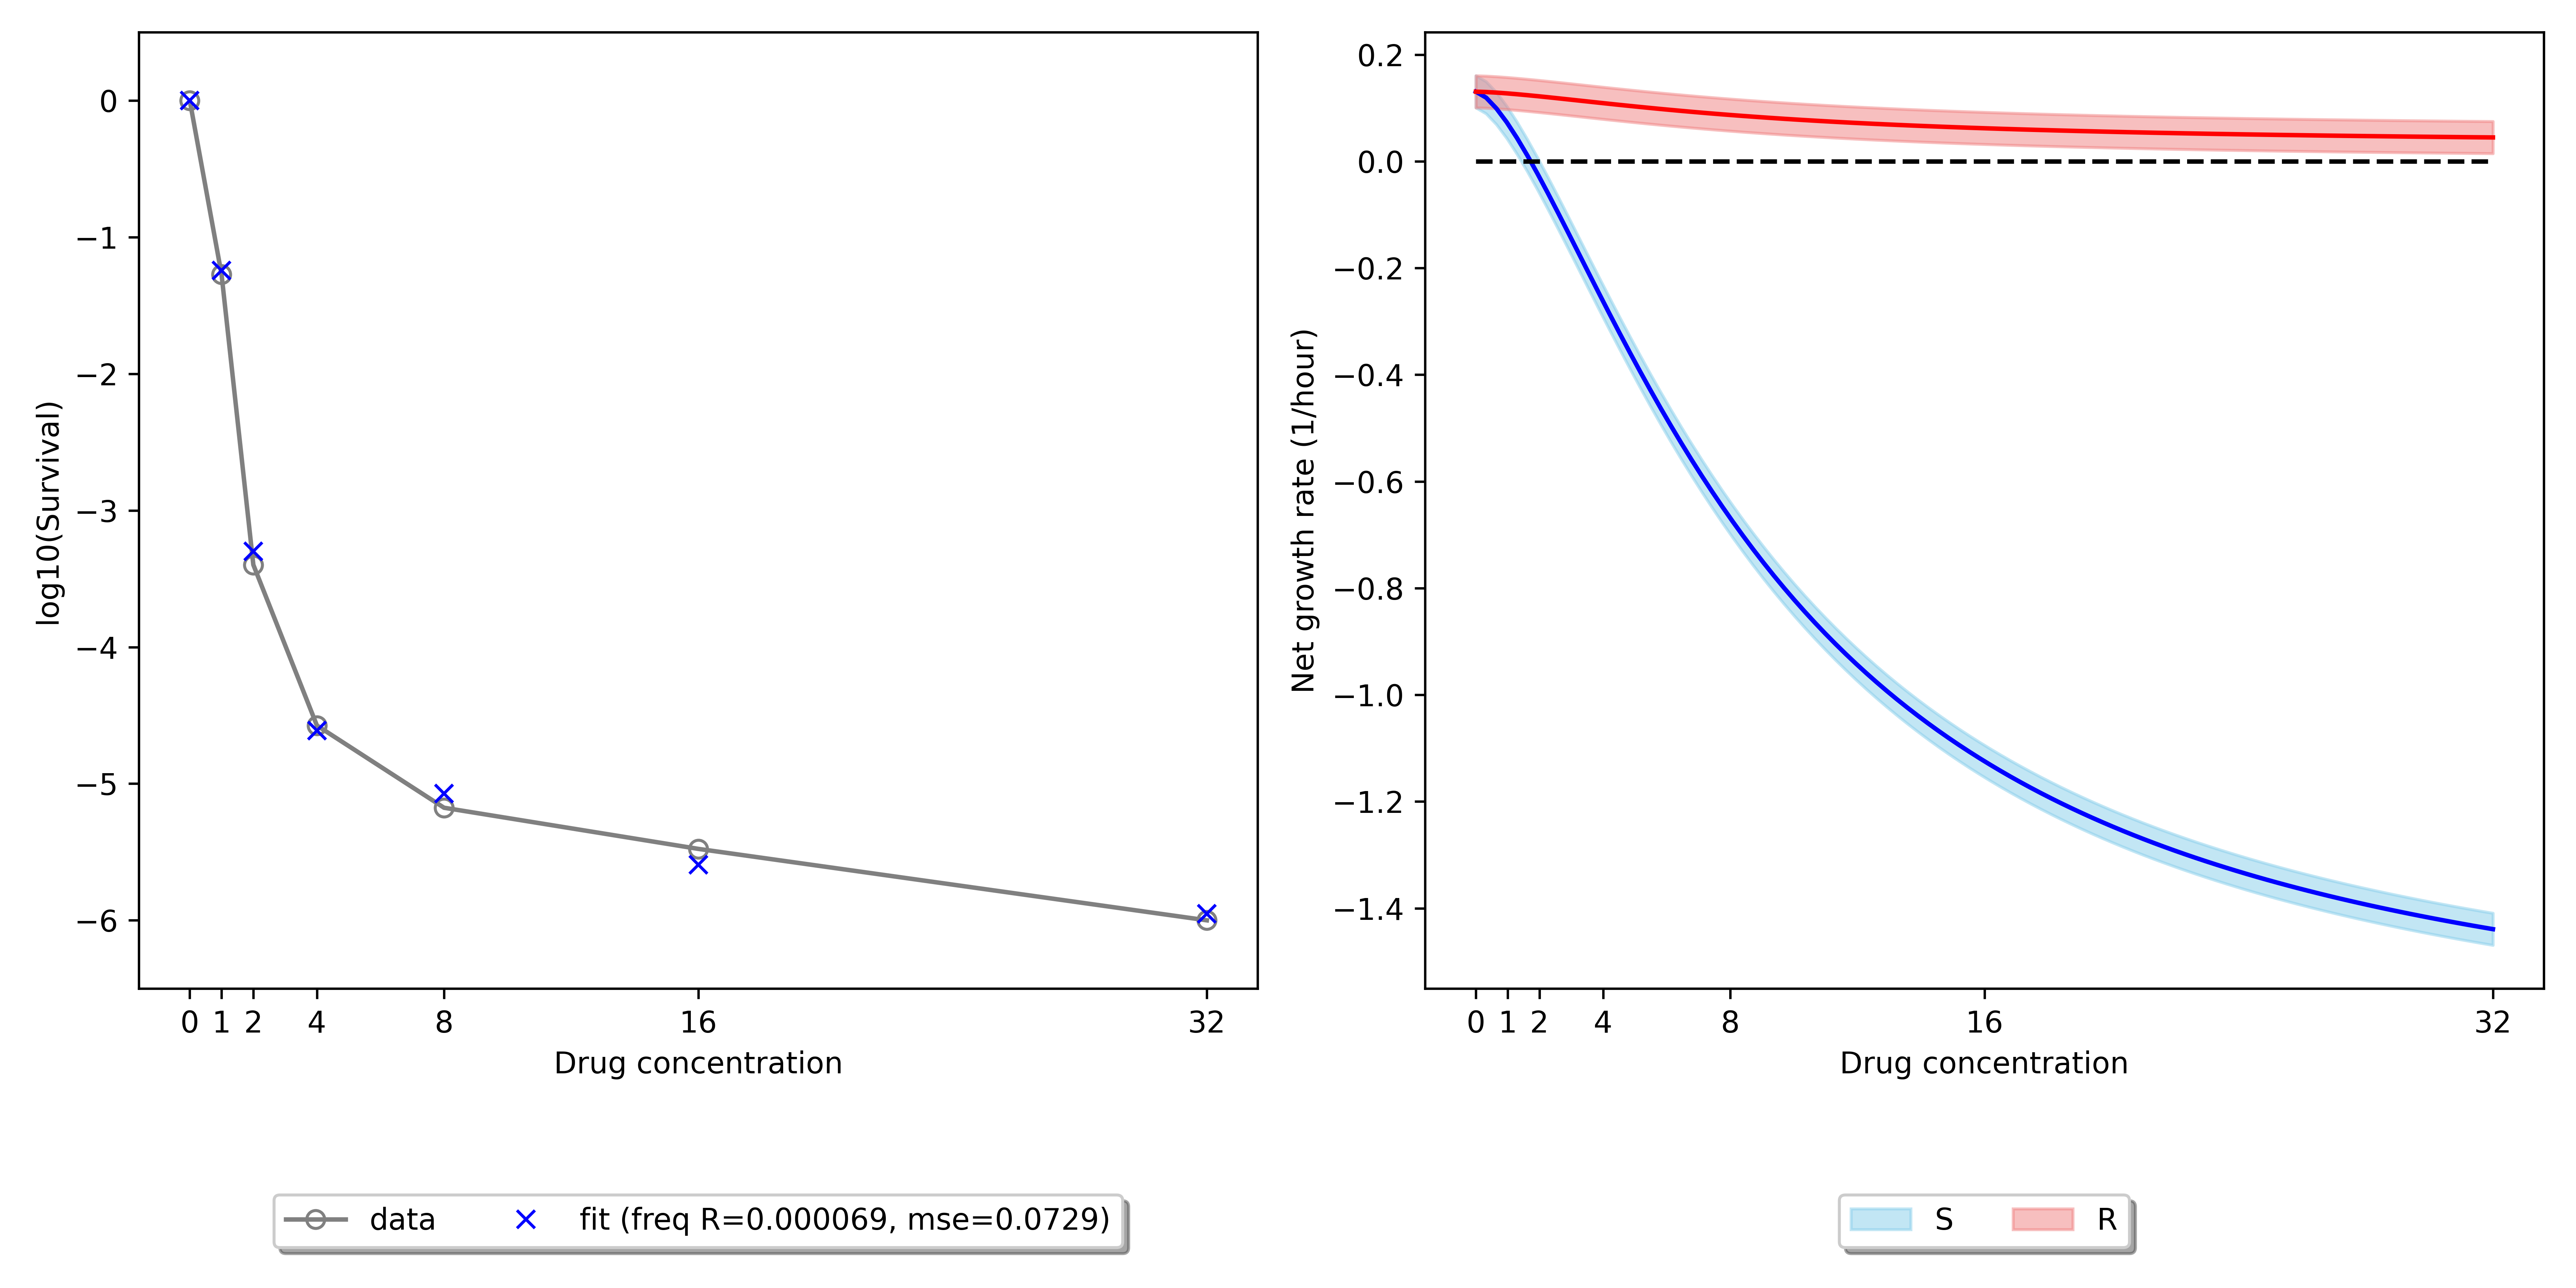 0
−1
−2
−3
−4
−5
−6
log10(Survival)
0 1 2 4 8 16 32
Drug concentration
data
fit (freq R=0.000069, mse=0.0729)
0.2
0.0
−0.2
−0.4
−0.6
−0.8
−1.0
−1.2
−1.4
Net growth rate (1/hour)
0 1 2 4 8 16 32
Drug concentration
S
R